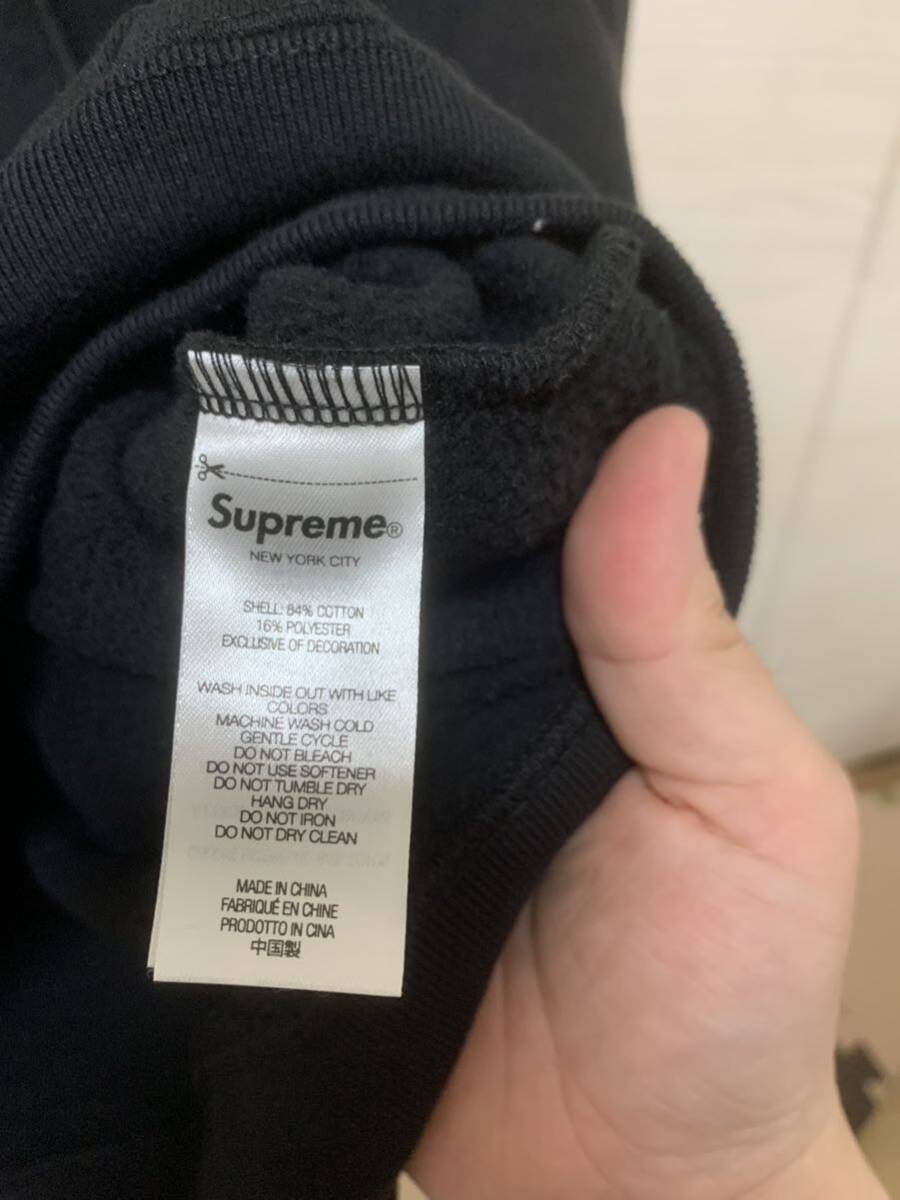 Supreme®
NEW YORK CITY
SHELL: 84% COTTON
16% POLYESTER
EXCLUSIVE OF DECORATION
WASH INSIDE OUT WITH LIKE
COLORS
MACHINE WASH COLD
GENTLE CYCLE
DO NOT BLEACH
DO NOT USE SOFTENER
DO NOT TUMBLE DRY
HANG DRY
DO NOT IRON
DO NOT DRY CLEAN
MADE IN CHINA
FABRIQUÉ EN CHINE
PRODOTTO IN CINA
中国製